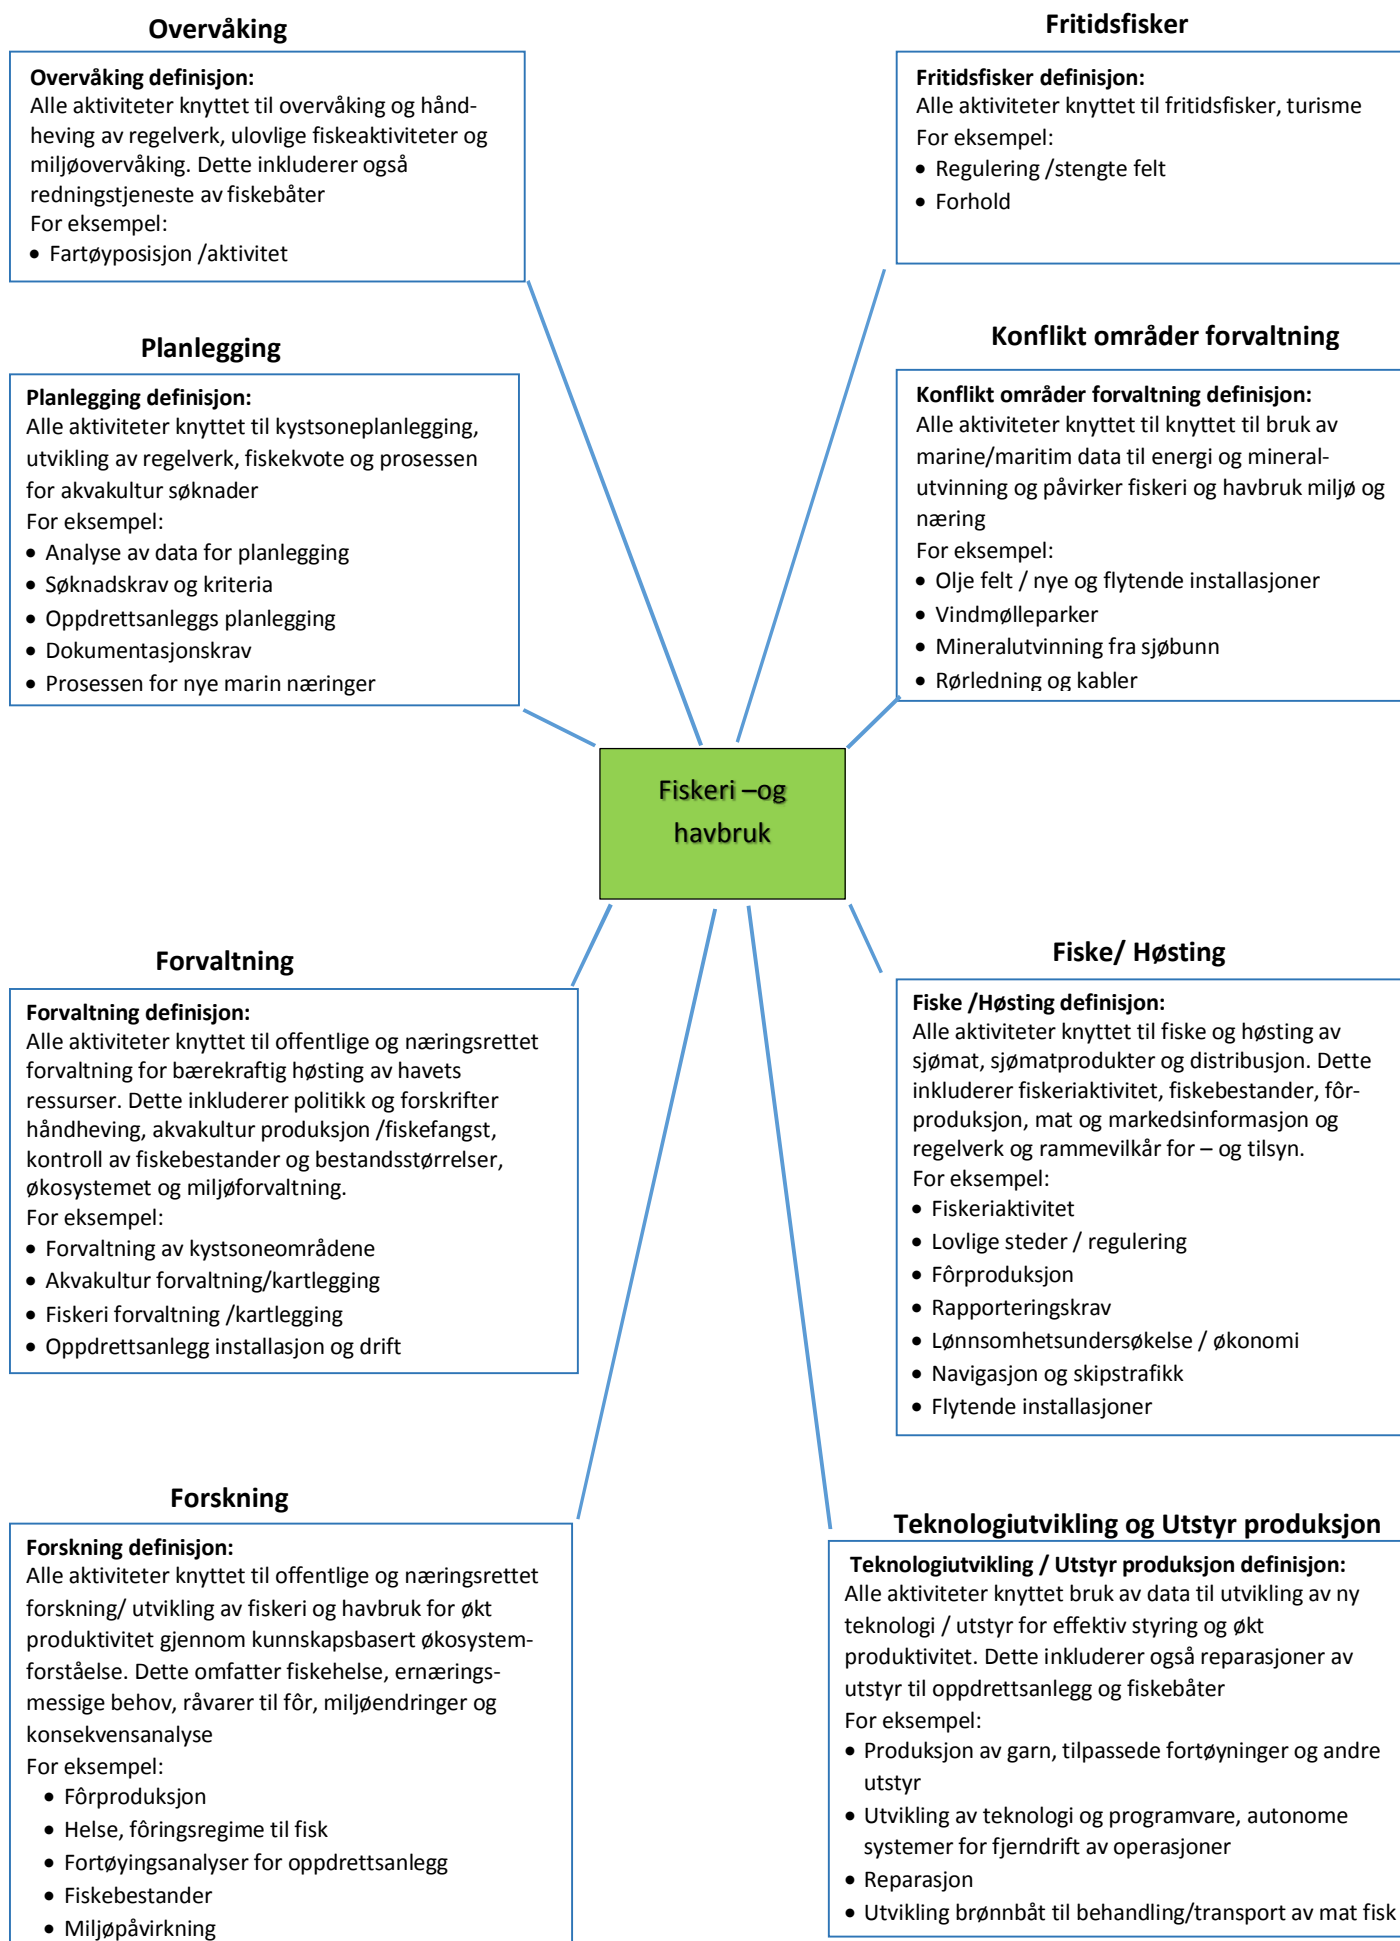 Overvåking
Overvåking definisjon:
Alle aktiviteter knyttet til overvåking og hånd-
heving av regelverk, ulovlige fiskeaktiviteter og
miljøovervåking. Dette inkluderer også
redningstjeneste av fiskebåter
For eksempel:
• Fartøyposisjon /aktivitet
Fritidsfisker
Fritidsfisker definisjon:
Alle aktiviteter knyttet til fritidsfisker, turisme
For eksempel:
• Regulering /stengte felt
• Forhold
Planlegging
Planlegging definisjon:
Alle aktiviteter knyttet til kystsoneplanlegging,
utvikling av regelverk, fiskekvote og prosessen
for akvakultur søknader
For eksempel:
• Analyse av data for planlegging
• Søknadskrav og kriteria
• Oppdrettsanleggs planlegging
• Dokumentasjonskrav
• Prosessen for nye marin næringer
Konflikt områder forvaltning
Konflikt områder forvaltning definisjon:
Alle aktiviteter knyttet til knyttet til bruk av
marine/maritim data til energi og mineral-
utvinning og påvirker fiskeri og havbruk miljø og
næring
For eksempel:
• Olje felt / nye og flytende installasjoner
• Vindmølleparker
• Mineralutvinning fra sjøbunn
• Rørledning og kabler
Fiskeri –og
havbruk
Forvaltning
Forvaltning definisjon:
Alle aktiviteter knyttet til offentlige og næringsrettet
forvaltning for bærekraftig høsting av havets
ressurser. Dette inkluderer politikk og forskrifter
håndheving, akvakultur produksjon /fiskefangst,
kontroll av fiskebestander og bestandsstørrelser,
økosystemet og miljøforvaltning.
For eksempel:
• Forvaltning av kystsoneområdene
• Akvakultur forvaltning/kartlegging
• Fiskeri forvaltning /kartlegging
• Oppdrettsanlegg installasjon og drift
Fiske/ Høsting
Fiske /Høsting definisjon:
Alle aktiviteter knyttet til fiske og høsting av
sjømat, sjømatprodukter og distribusjon. Dette
inkluderer fiskeriaktivitet, fiskebestander, fôr-
produksjon, mat og markedsinformasjon og
regelverk og rammevilkår for – og tilsyn.
For eksempel:
• Fiskeriaktivitet
• Lovlige steder / regulering
• Fôrproduksjon
• Rapporteringskrav
• Lønnsomhetsundersøkelse / økonomi
• Navigasjon og skipstrafikk
• Flytende installasjoner
Forskning
Forskning definisjon:
Alle aktiviteter knyttet til offentlige og næringsrettet
forskning/ utvikling av fiskeri og havbruk for økt
produktivitet gjennom kunnskapsbasert økosystem-
forståelse. Dette omfatter fiskehelse, ernærings-
messige behov, råvarer til fôr, miljøendringer og
konsekvensanalyse
For eksempel:
• Fôrproduksjon
• Helse, fôringsregime til fisk
• Fortøyingsanalyser for oppdrettsanlegg
• Fiskebestander
• Miljøpåvirkning
Teknologiutvikling og Utstyr produksjon
Teknologiutvikling / Utstyr produksjon definisjon:
Alle aktiviteter knyttet bruk av data til utvikling av ny
teknologi / utstyr for effektiv styring og økt
produktivitet. Dette inkluderer også reparasjoner av
utstyr til oppdrettsanlegg og fiskebåter
For eksempel:
• Produksjon av garn, tilpassede fortøyninger og andre
utstyr
• Utvikling av teknologi og programvare, autonome
systemer for fjerndrift av operasjoner
• Reparasjon
• Utvikling brønnbåt til behandling/transport av mat fisk